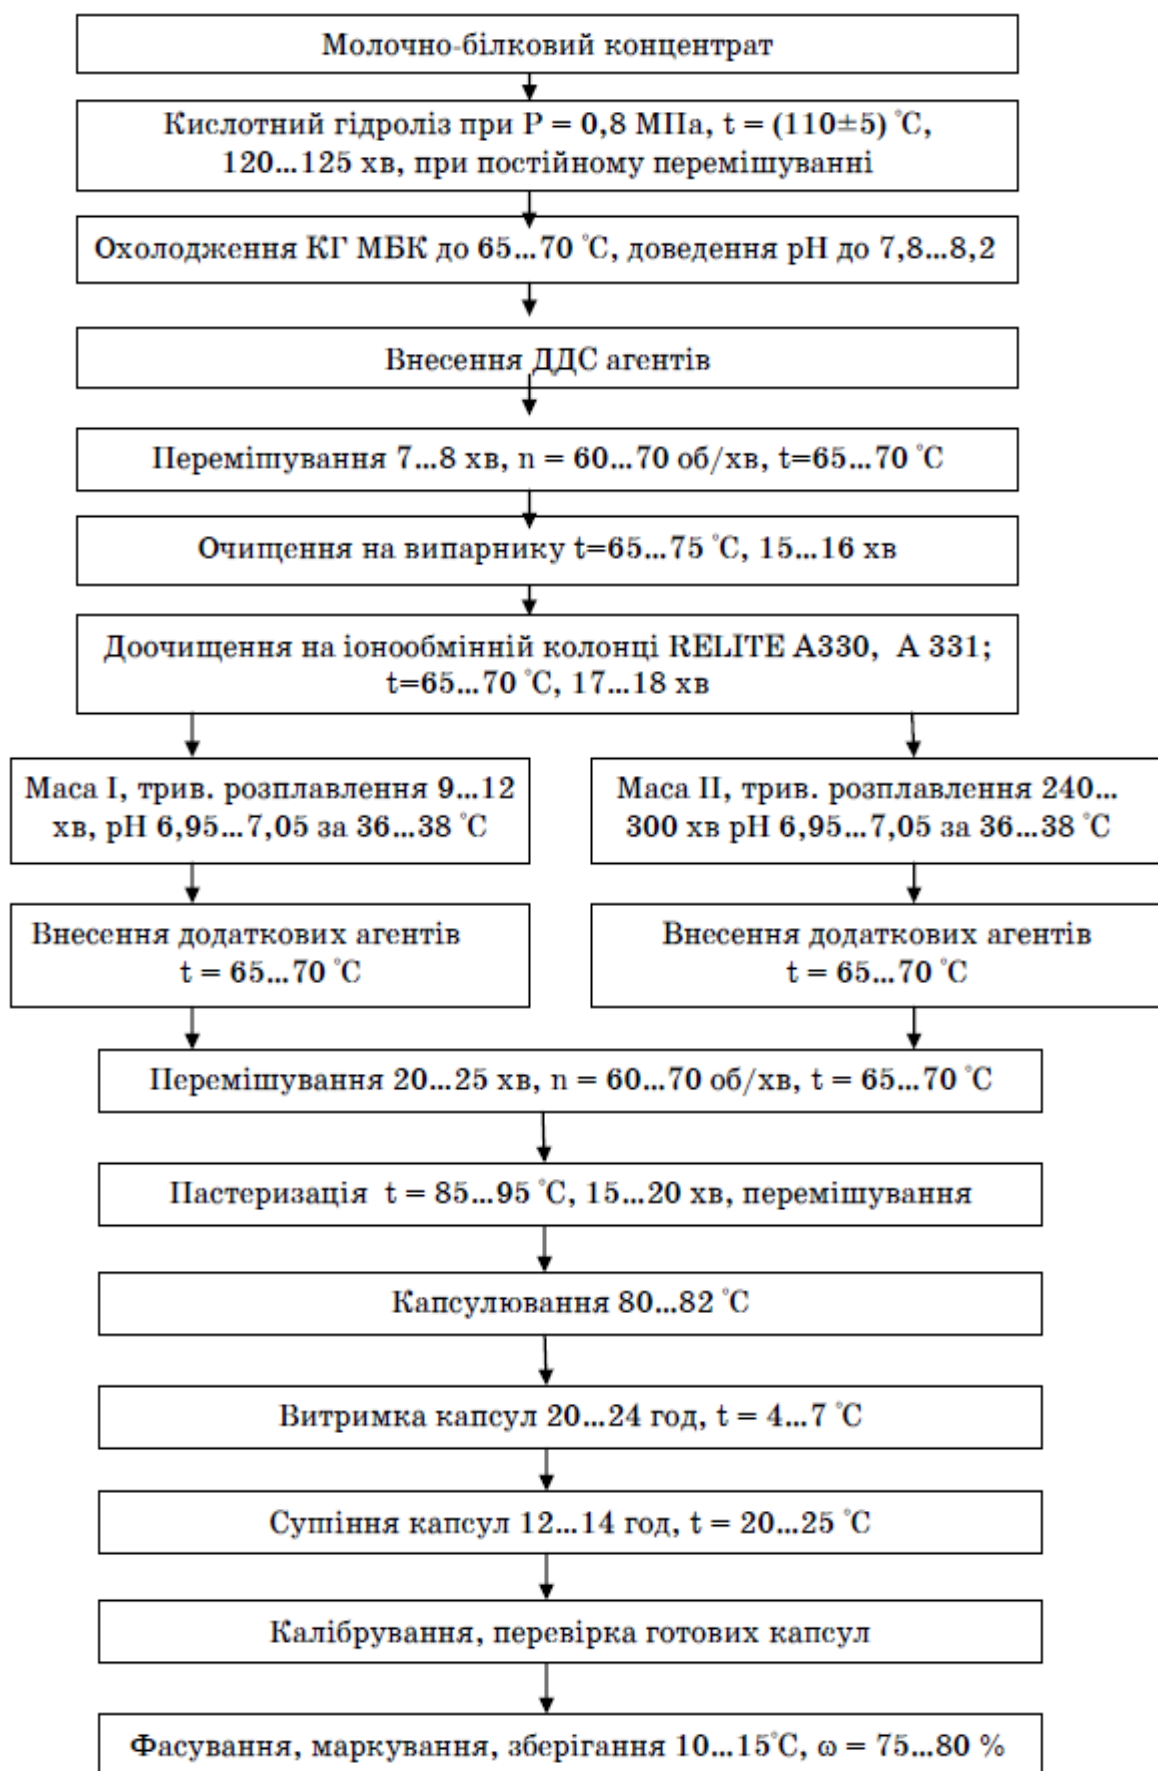 Молочно-білковий концентрат
Кислотний гідроліз при Р = 0,8 МПа, t = (110±5) °С,
120...125 хв, при постійному перемішуванні
Охолодження КГ МБК до 65...70 °С, доведення рН до 7,8...8,2
Внесення ДДС агентів
Перемішування 7...8 хв, n = 60...70 об/хв, t=65...70 °С
Очищення на випарнику t=65...75 °С, 15...16 хв
Доочищення на іонообмінній колонці RELITE А330, А 331;
t=65...70 °С, 17...18 хв
Маса І, трив. розплавлення 9...12
хв, рН 6,95...7,05 за 36...38 °С
Маса ІІ, трив. розплавлення 240...
300 хв рН 6,95...7,05 за 36...38 °С
Внесення додаткових агентів
t = 65...70 °С
Внесення додаткових агентів
t = 65...70 °С
Перемішування 20...25 хв, n = 60...70 об/хв, t = 65...70 °С
Пастеризація t = 85...95 °С, 15...20 хв, перемішування
Капсулювання 80...82 °С
Витримка капсул 20...24 год, t = 4...7 °С
Сушіння капсул 12...14 год, t = 20...25 °С
Калібрування, перевірка готових капсул
Фасування, маркування, зберігання 10...15°С, ω = 75...80 %